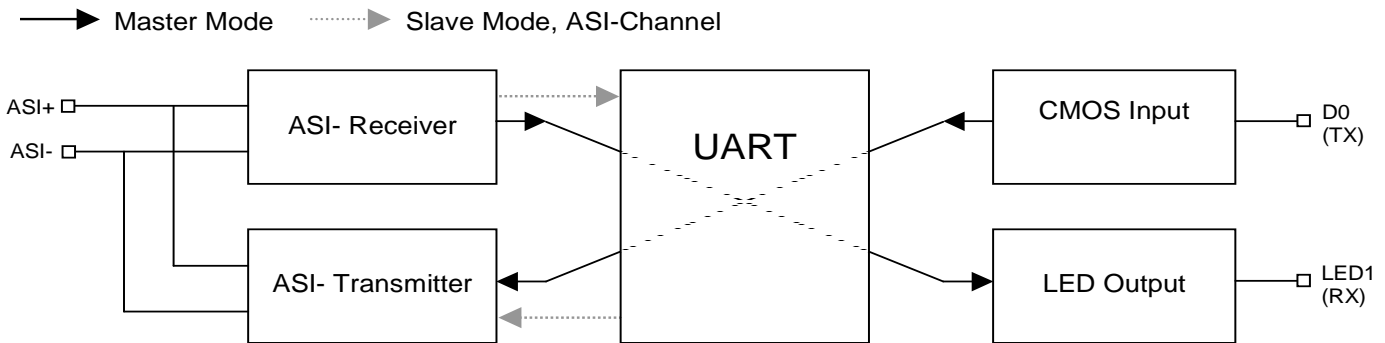 Master Mode
Slave Mode, ASI-Channel
ASI+
ASI-
ASI- Receiver
UART
CMOS Input
D0
(TX)
ASI- Transmitter
LED Output
LED1
(RX)